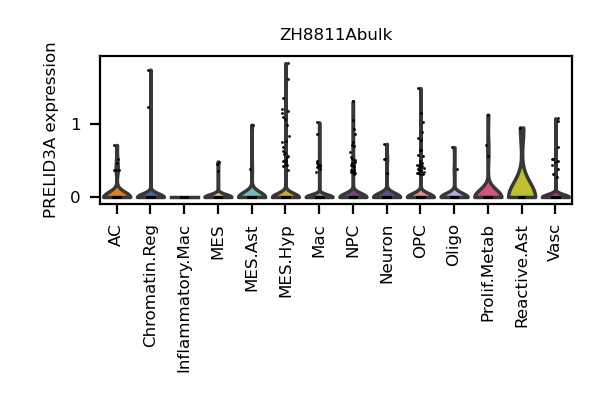 ZH8811Abulk
PRELID3A expression
1
0
AC
Chromatin.Reg
Inflammatory.Mac
MES
MES.Ast
MES.Hyp
Mac
NPC
Neuron
OPC
Oligo
Prolif.Metab
Reactive.Ast
Vasc